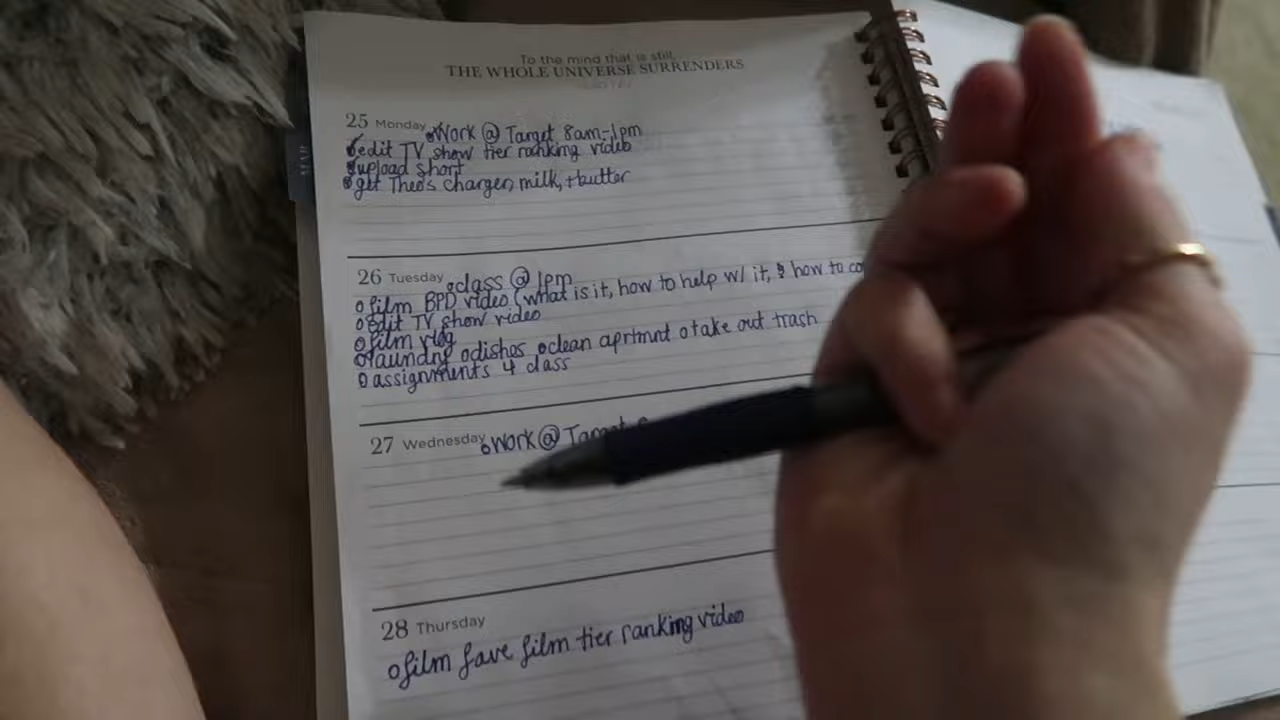 To the mind that is still,
THE WHOLE UNIVERSE SURRENDERS
MAR
25 Monday Work @ Target 8am-1pm
edit TV show tier ranking video
upload short
get Theo's charger, milk, + butter
26 Tuesday class @ 1pm
film BPD video (what is it, how to help w/ it, & how to
edit TV show video
film vlog
laundry dishes clean aprtmnt take out trash
assignments 4 class
27 Wednesday Work @ Target
28 Thursday
film fave film tier ranking video